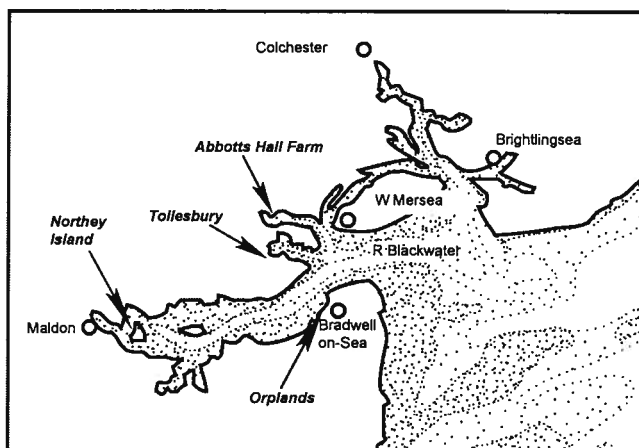 Colchester
Brightlingsea
Abbotts Hall Farm
W Mersea
Northey
Island
Tollesbury
R Blackwater
Maldon
Bradwell
on-Sea
Orplands